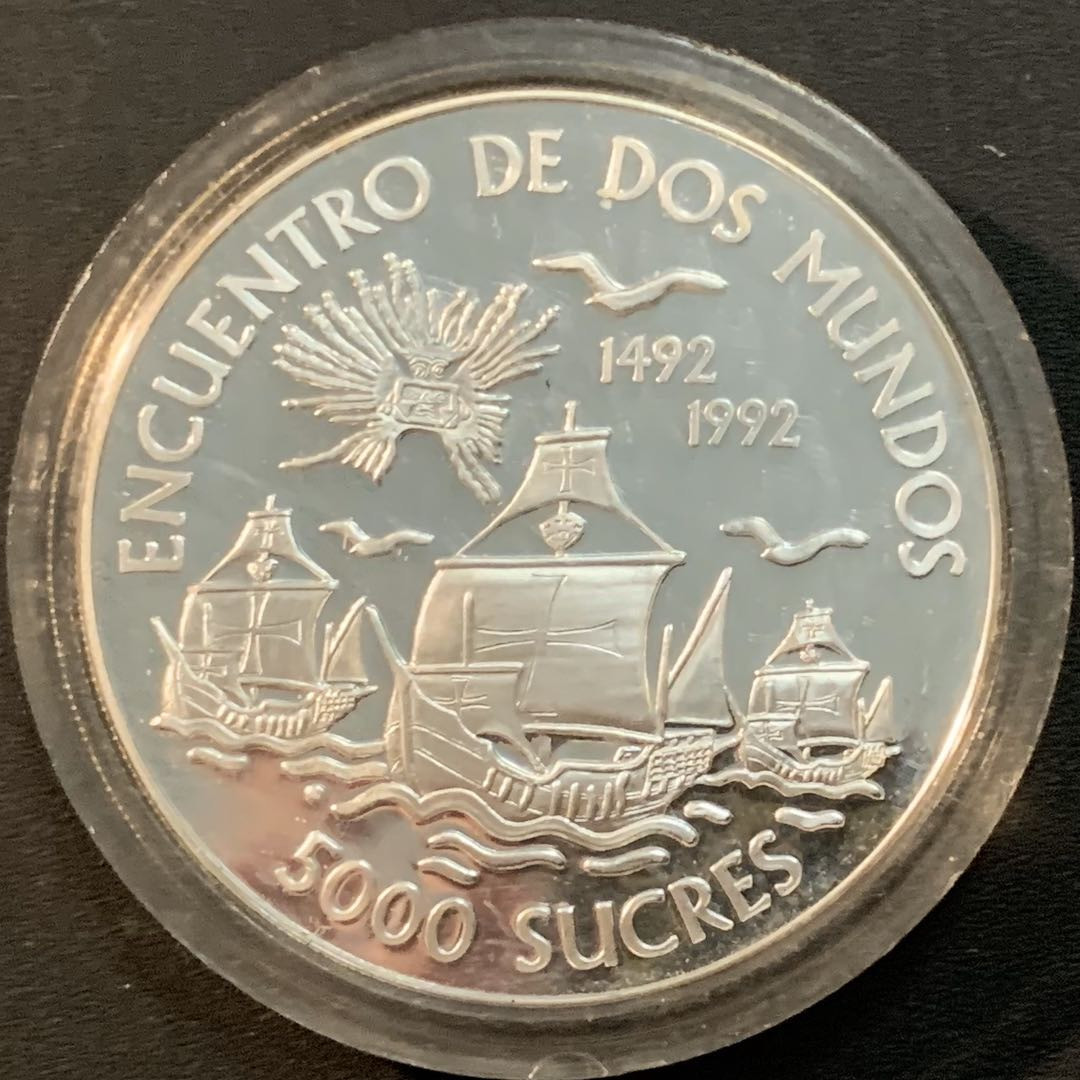 ENCUENTRO DE DOS MUNDOS
1492
1992
5000 SUCRES